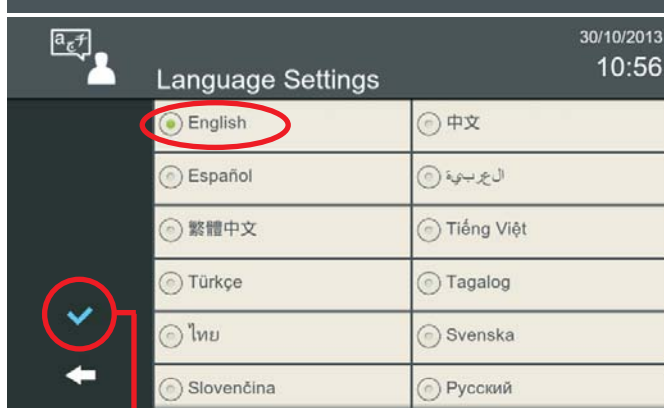 30/10/2013
10:56
Language Settings
English
中文
Español
العربية
繁體中文
Tiếng Việt
Türkçe
Tagalog
ไทย
Svenska
Slovenčina
Русский